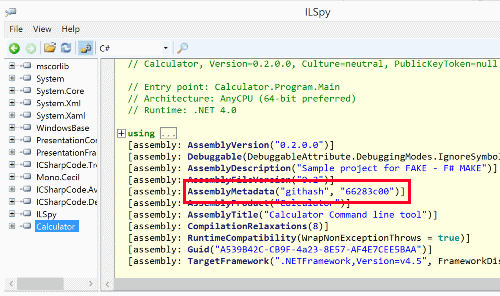 ILSpy
File View Help
C#
mscorlib
System
System.Core
System.Xml
System.Xaml
WindowsBase
PresentationCor
PresentationFra
ICSharpCode.Tre
Mono.Cecil
ICSharpCode.Av
ICSharpCode.De
ILSpy
Calculator
// Calculator, Version=0.2.0.0, Culture=neutral, PublicKeyToken=null
// Entry point: Calculator.Program.Main
// Architecture: AnyCPU (64-bit preferred)
// Runtime: .NET 4.0
using ...
[assembly: AssemblyVersion("0.2.0.0")]
[assembly: Debuggable(DebuggableAttribute.DebuggingModes.IgnoreSymbol
[assembly: AssemblyDescription("Sample project for FAKE - F# MAKE")]
[assembly: AssemblyFileVersion("0.2")]
[assembly: AssemblyMetadata("githash", "66283c00")]
[assembly: AssemblyProduct("Calculator")]
[assembly: AssemblyTitle("Calculator Command line tool")]
[assembly: CompilationRelaxations(8)]
[assembly: RuntimeCompatibility(WrapNonExceptionThrows = true)]
[assembly: Guid("A539B42C-CB9F-4a23-8E57-AF4E7CEE5BAA")]
[assembly: TargetFramework(".NETFramework,Version=v4.5", FrameworkDis